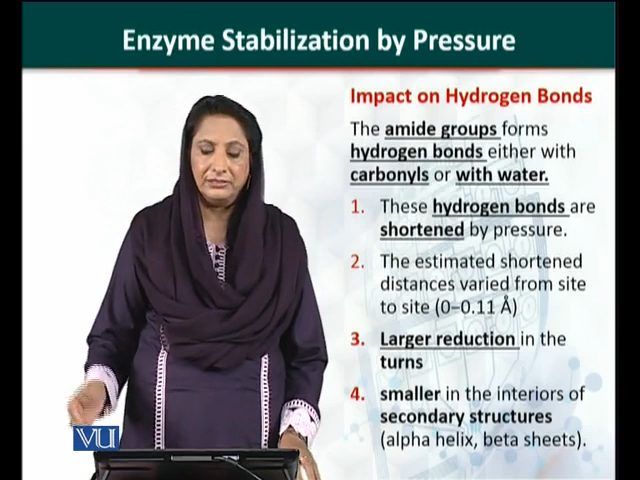 Enzyme Stabilization by Pressure
Impact on Hydrogen Bonds
The amide groups forms
hydrogen bonds either with
carbonyls or with water.
1. These hydrogen bonds are
shortened by pressure.
2. The estimated shortened
distances varied from site
to site (0–0.11 Å)
3. Larger reduction in the
turns
4. smaller in the interiors of
secondary structures
(alpha helix, beta sheets).
VU